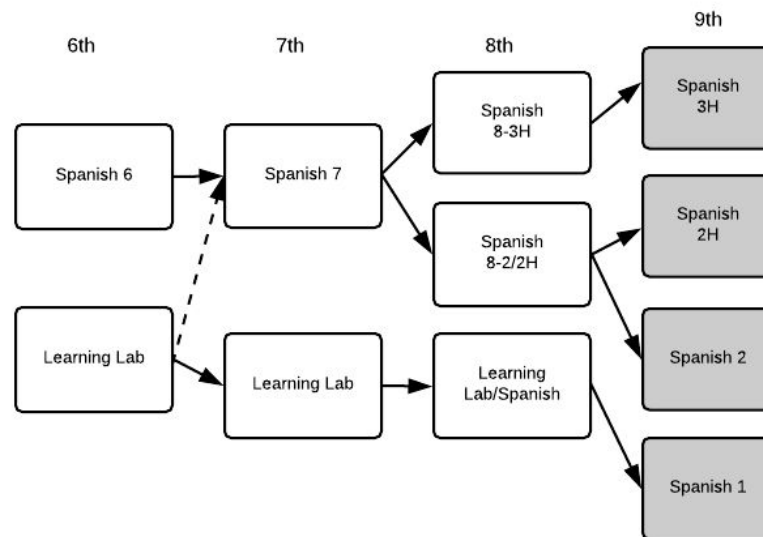 6th
7th
8th
9th
Spanish 6
Spanish 7
Spanish
8-3H
Spanish
3H
Spanish
8-2/2H
Spanish
2H
Learning Lab
Learning Lab
Learning
Lab/Spanish
Spanish 2
Spanish 1